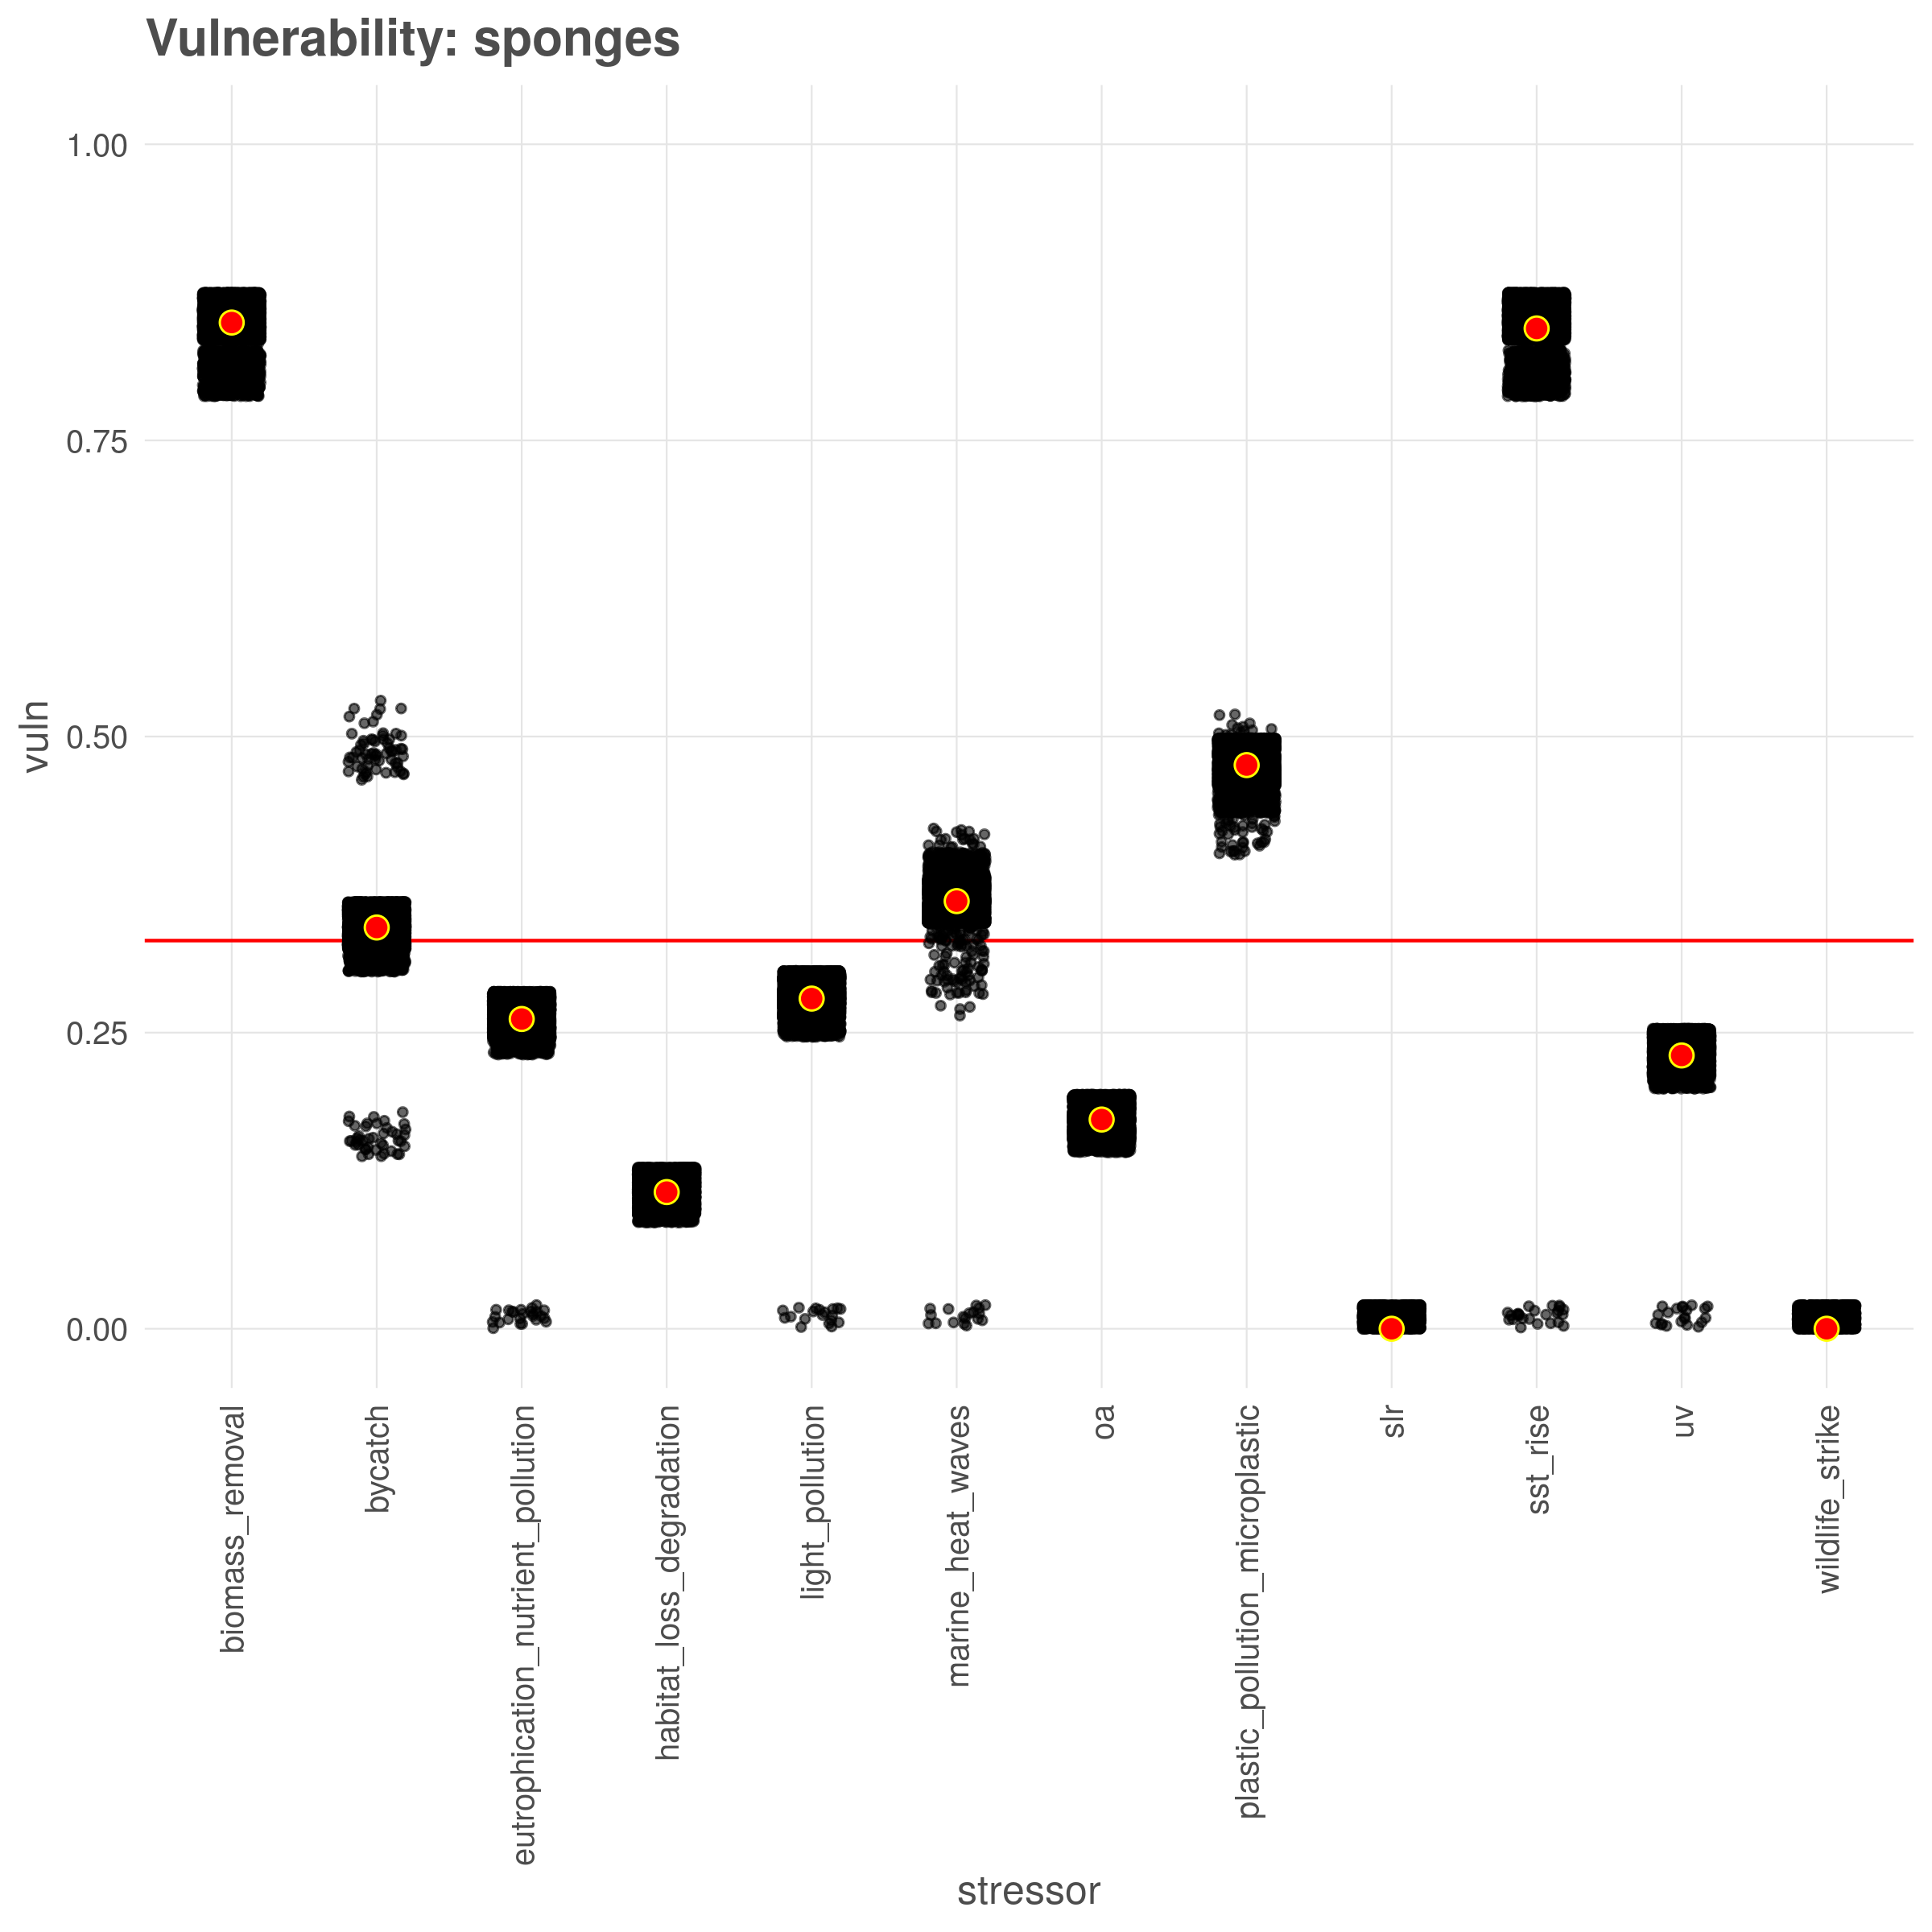 Vulnerability: sponges
vuln
1.00
0.75
0.50
0.25
0.00
biomass_removal
bycatch
eutrophication_nutrient_pollution
habitat_loss_degradation
light_pollution
marine_heat_waves
oa
plastic_pollution_microplastic
slr
sst_rise
uv
wildlife_strike
stressor